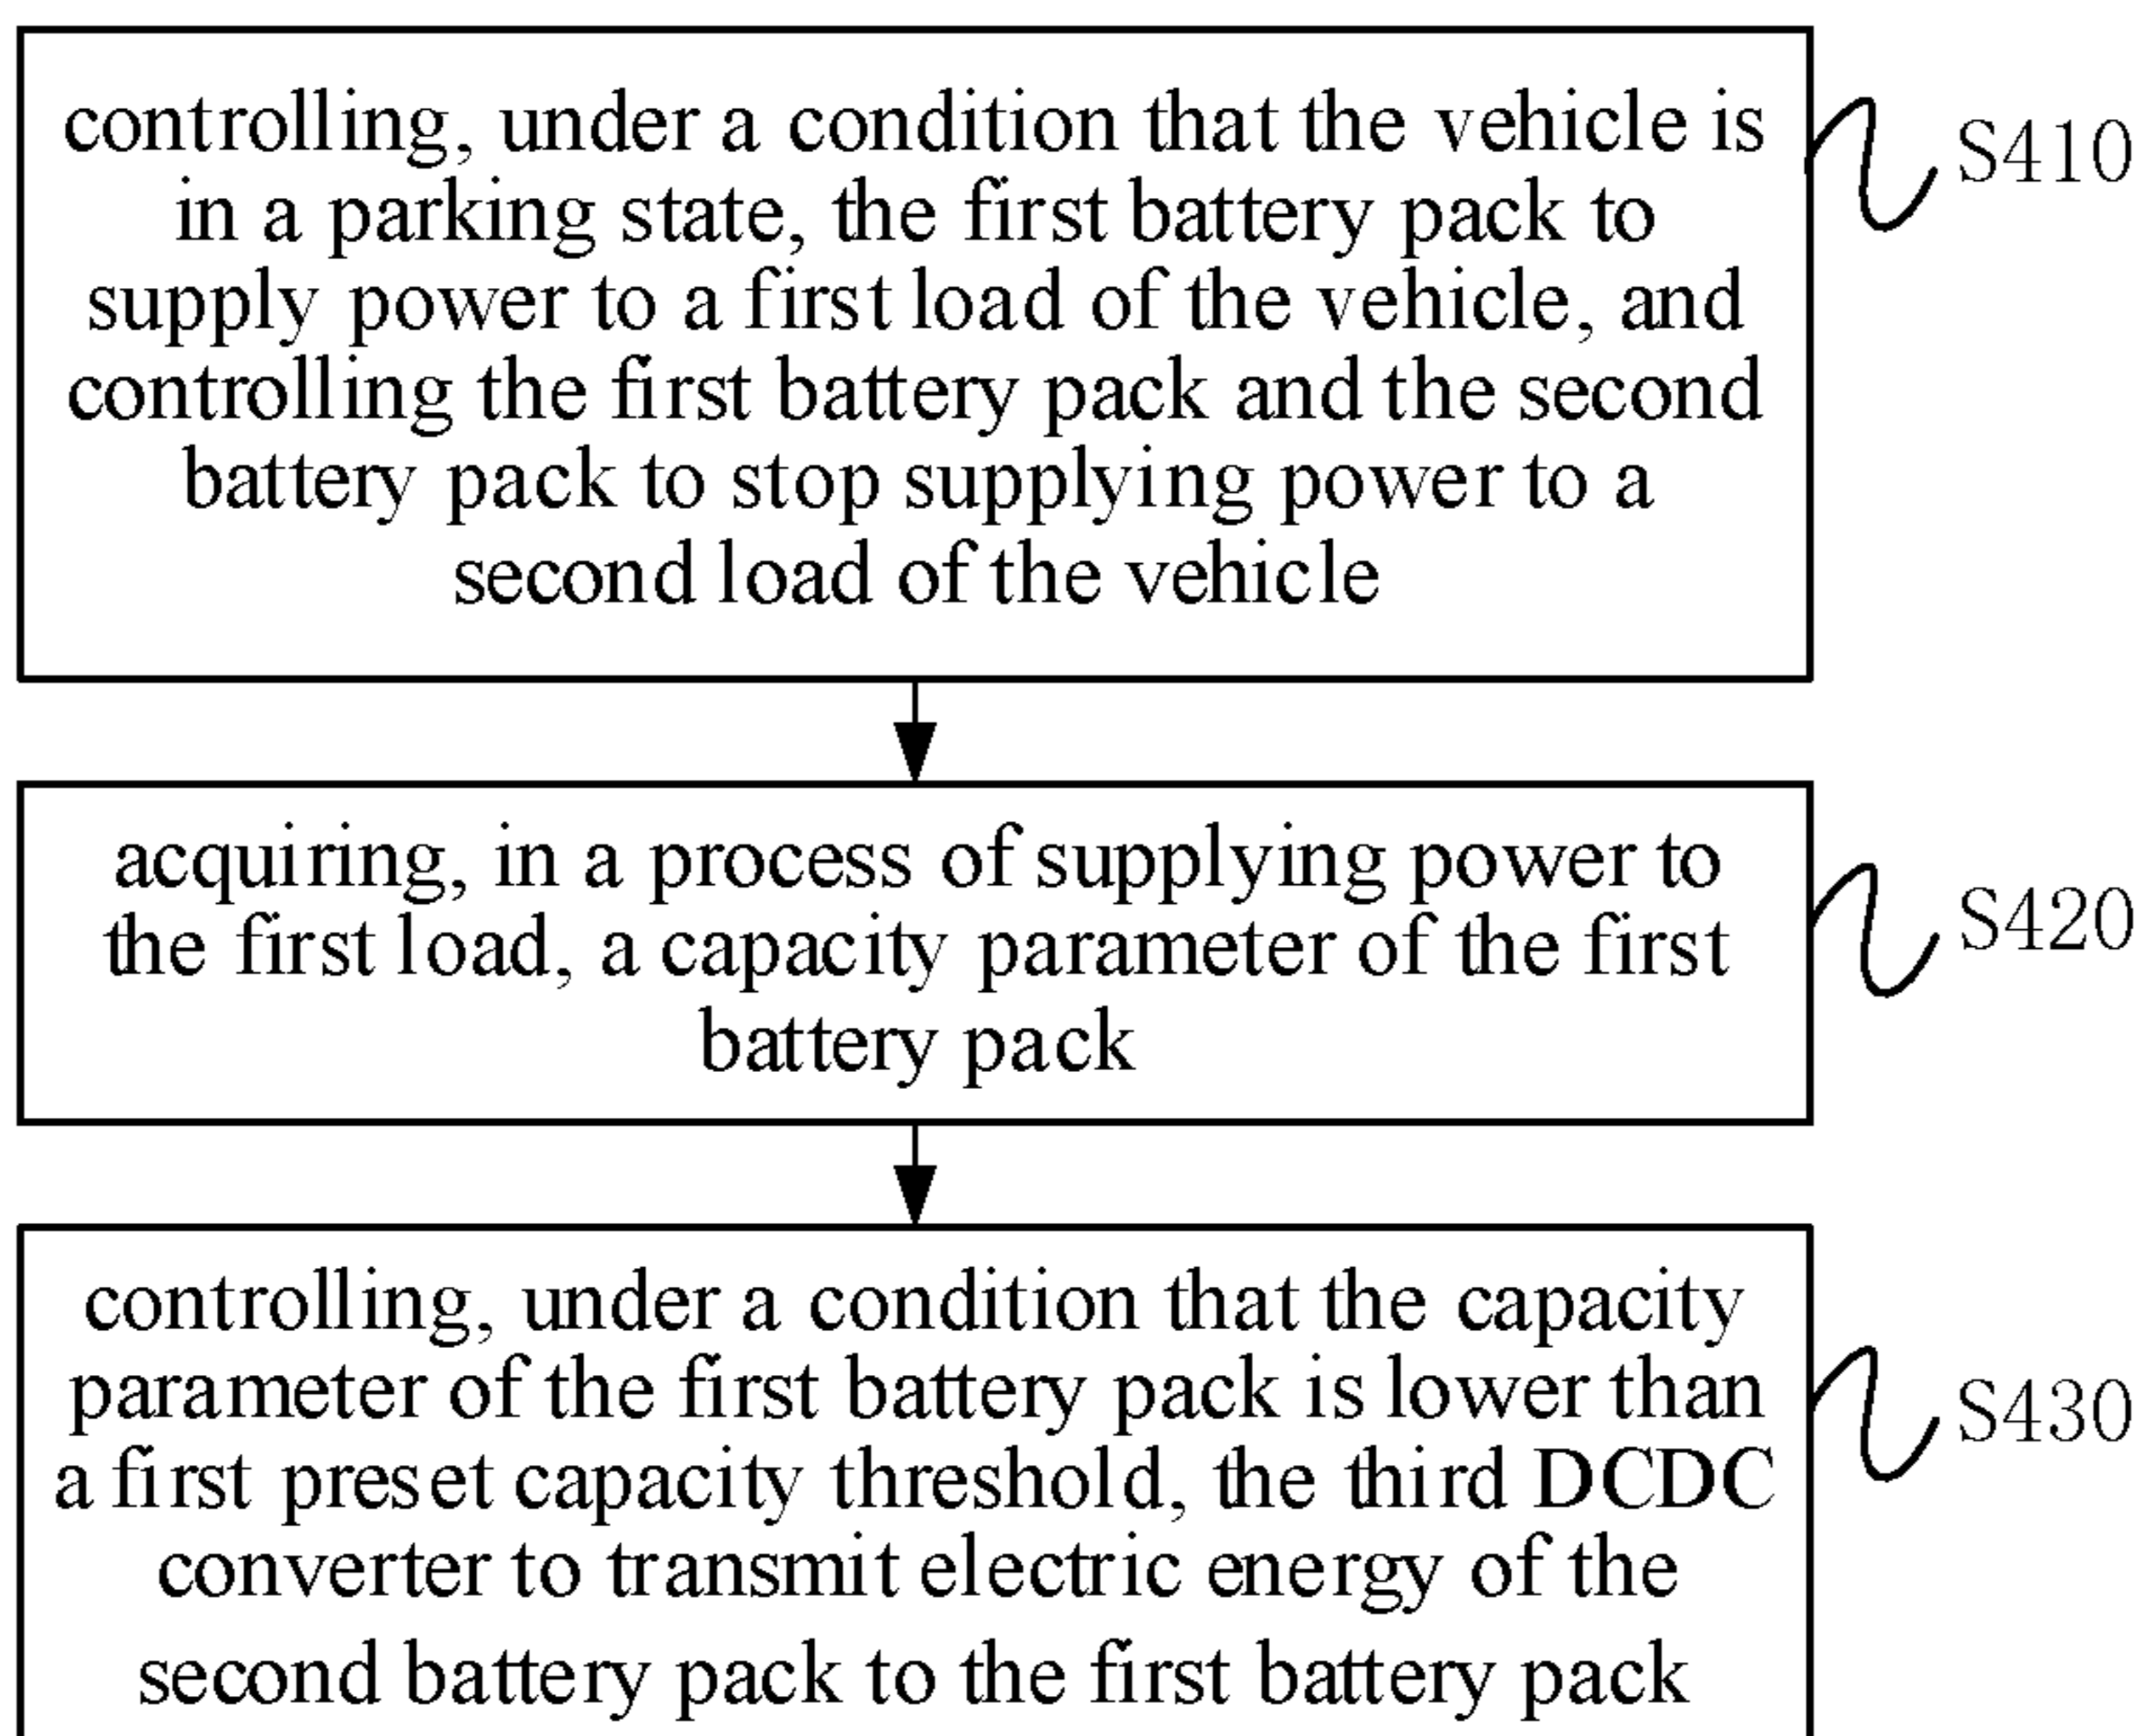 controlling, under a condition that the vehicle is
in a parking state, the first battery pack to
supply power to a first load of the vehicle, and
controlling the first battery pack and the second
battery pack to stop supplying power to a
second load of the vehicle
S410
acquiring, in a process of supplying power to
the first load, a capacity parameter of the first
battery pack
S420
controlling, under a condition that the capacity
parameter of the first battery pack is lower than
a first preset capacity threshold, the third DCDC
converter to transmit electric energy of the
second battery pack to the first battery pack
S430